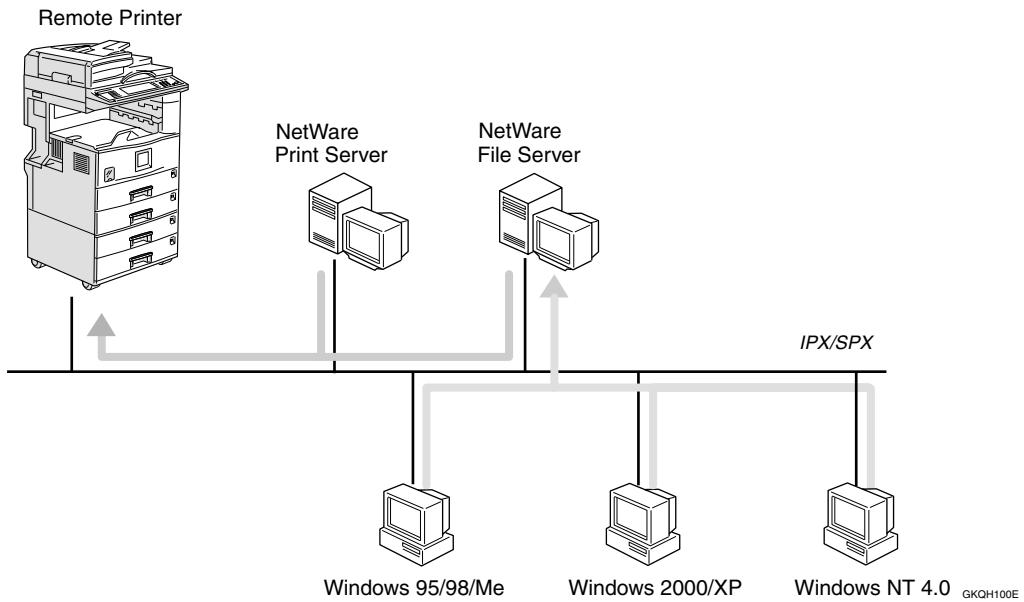 Remote Printer
NetWare
Print Server
NetWare
File Server
IPX/SPX
Windows 95/98/Me
Windows 2000/XP
Windows NT 4.0
GKQH100E